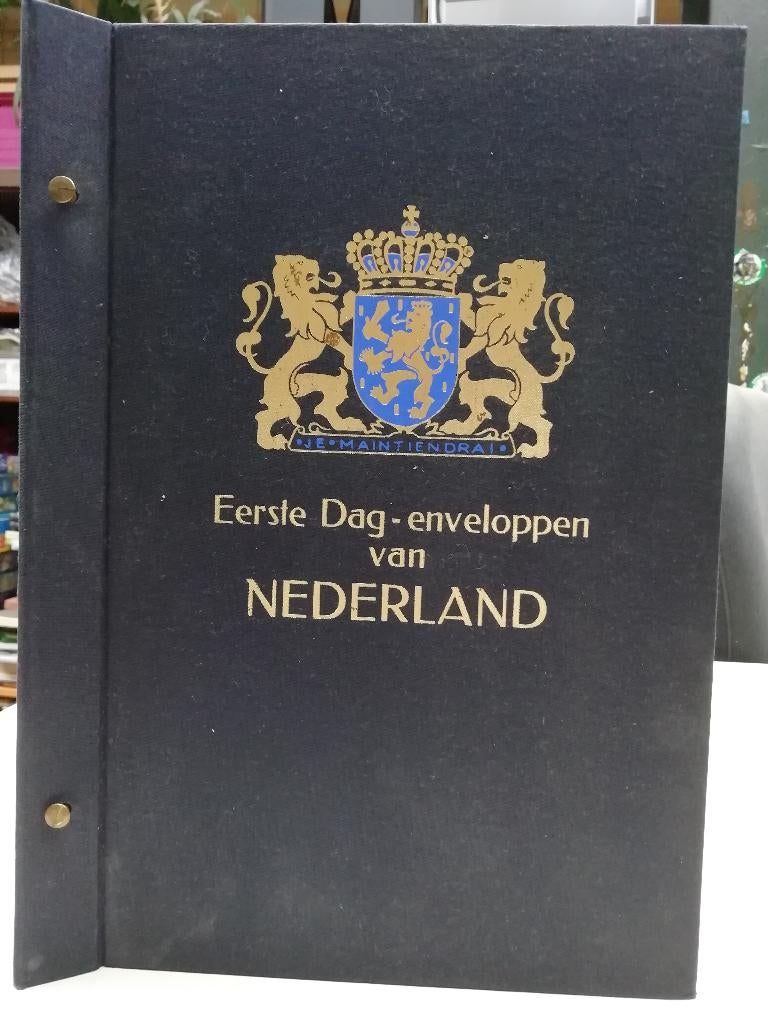 JE MAINTIENDRAI
Eerste Dag-enveloppen
van
NEDERLAND